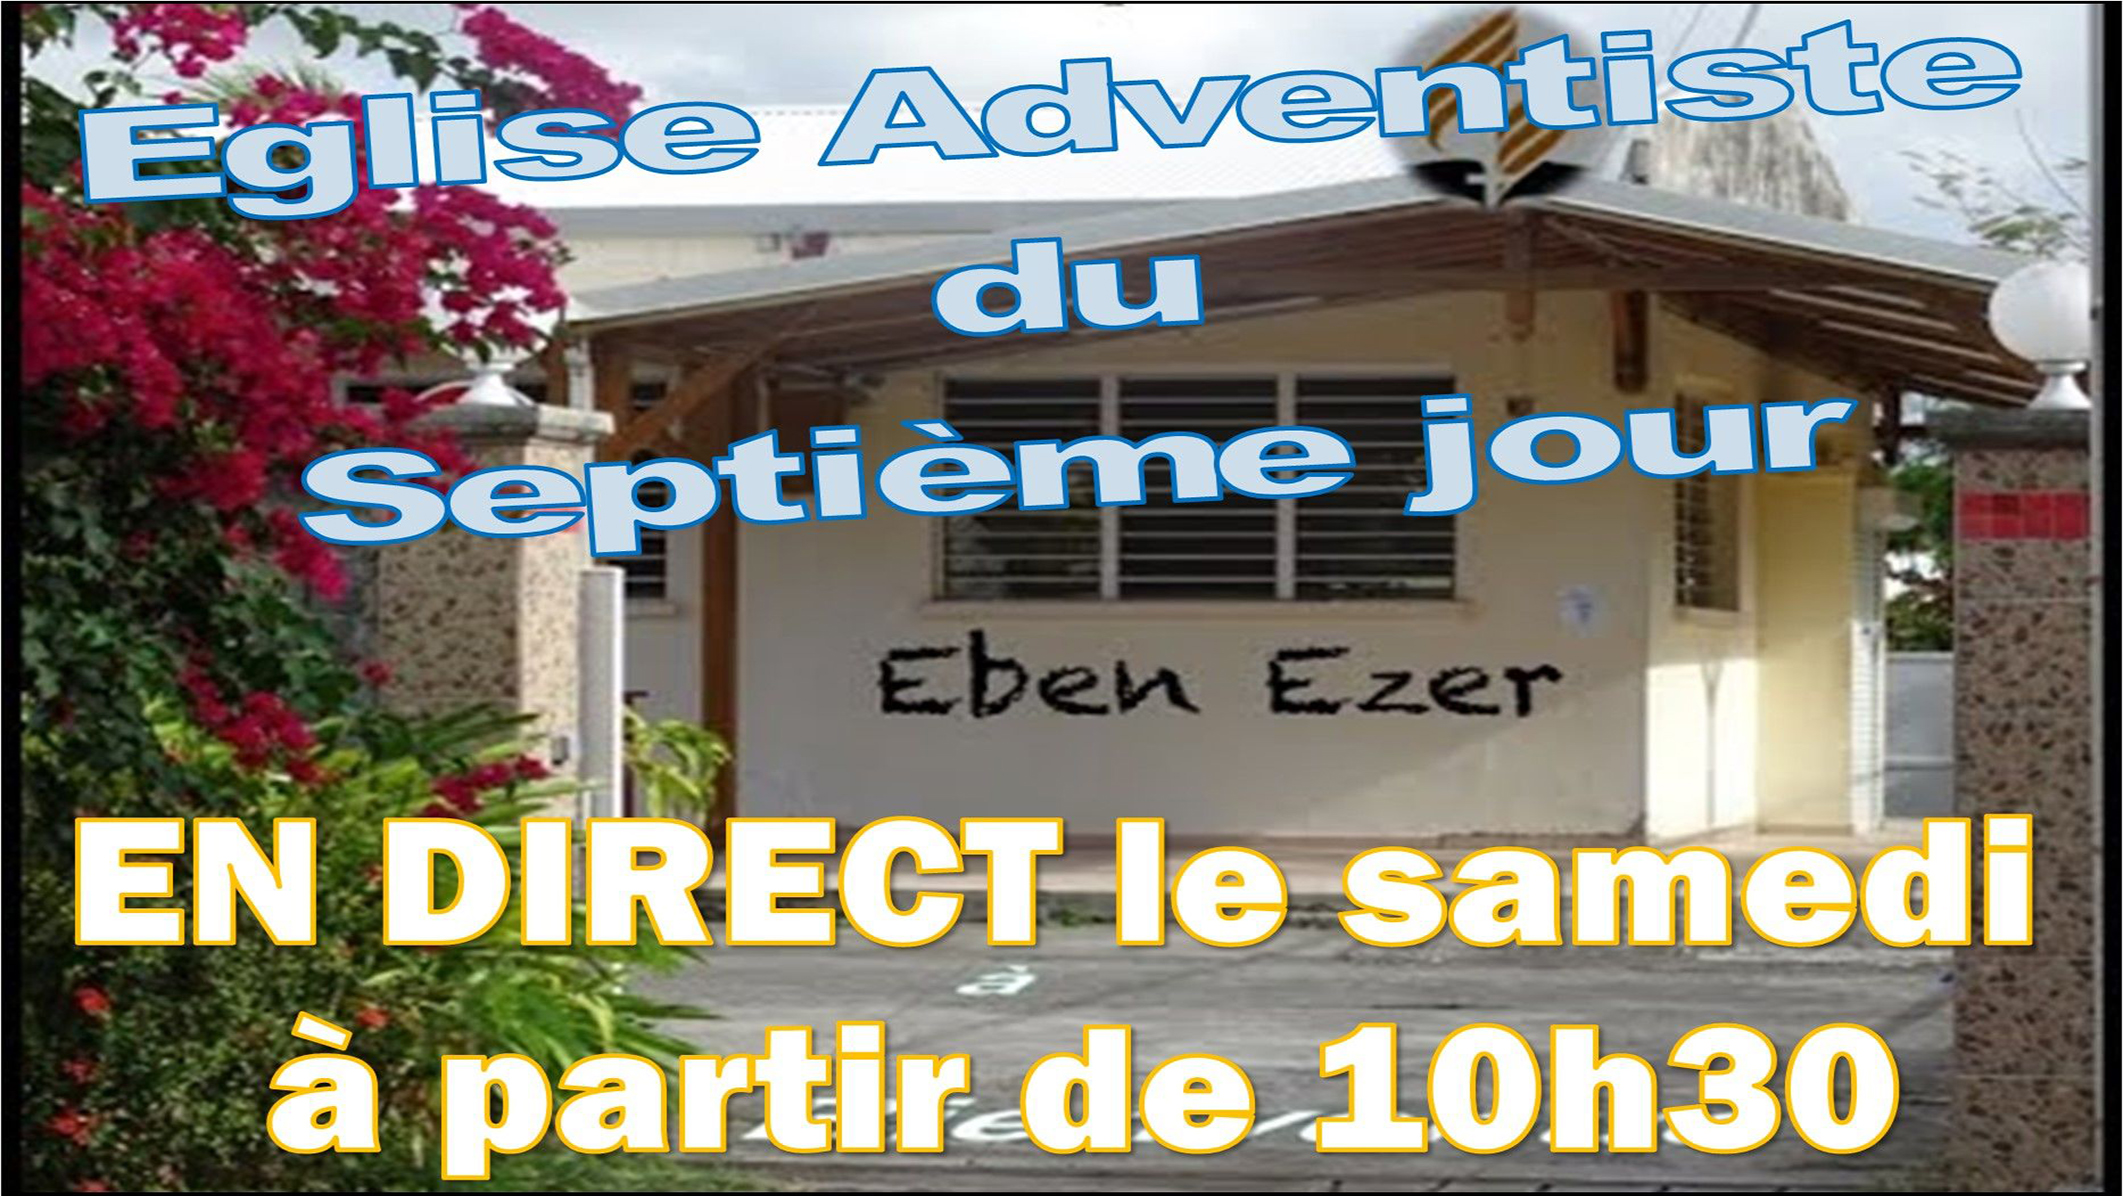 Eglise Adventiste
du
Septième jour
Eben Ezer
EN DIRECT le samedi
à
à partir de 10h30